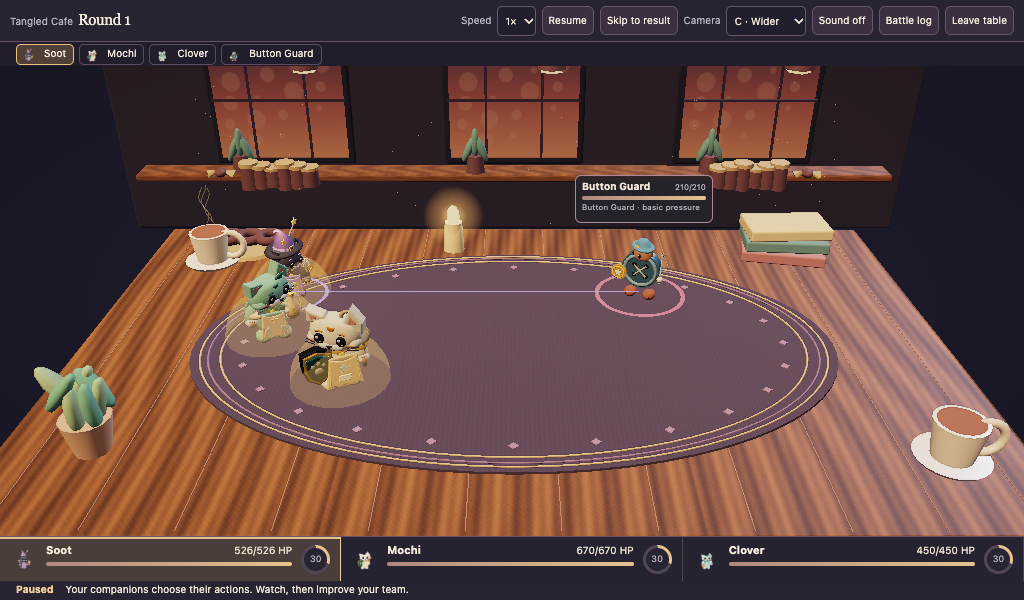 Tangled Cafe Round 1
Speed 1x Resume Skip to result Camera C · Wider Sound off Battle log Leave table
Soot Mochi Clover Button Guard
Button Guard 210/210
Button Guard · basic pressure
Soot 526/526 HP 30
Mochi 670/670 HP 30
Clover 450/450 HP 30
Paused Your companions choose their actions. Watch, then improve your team.